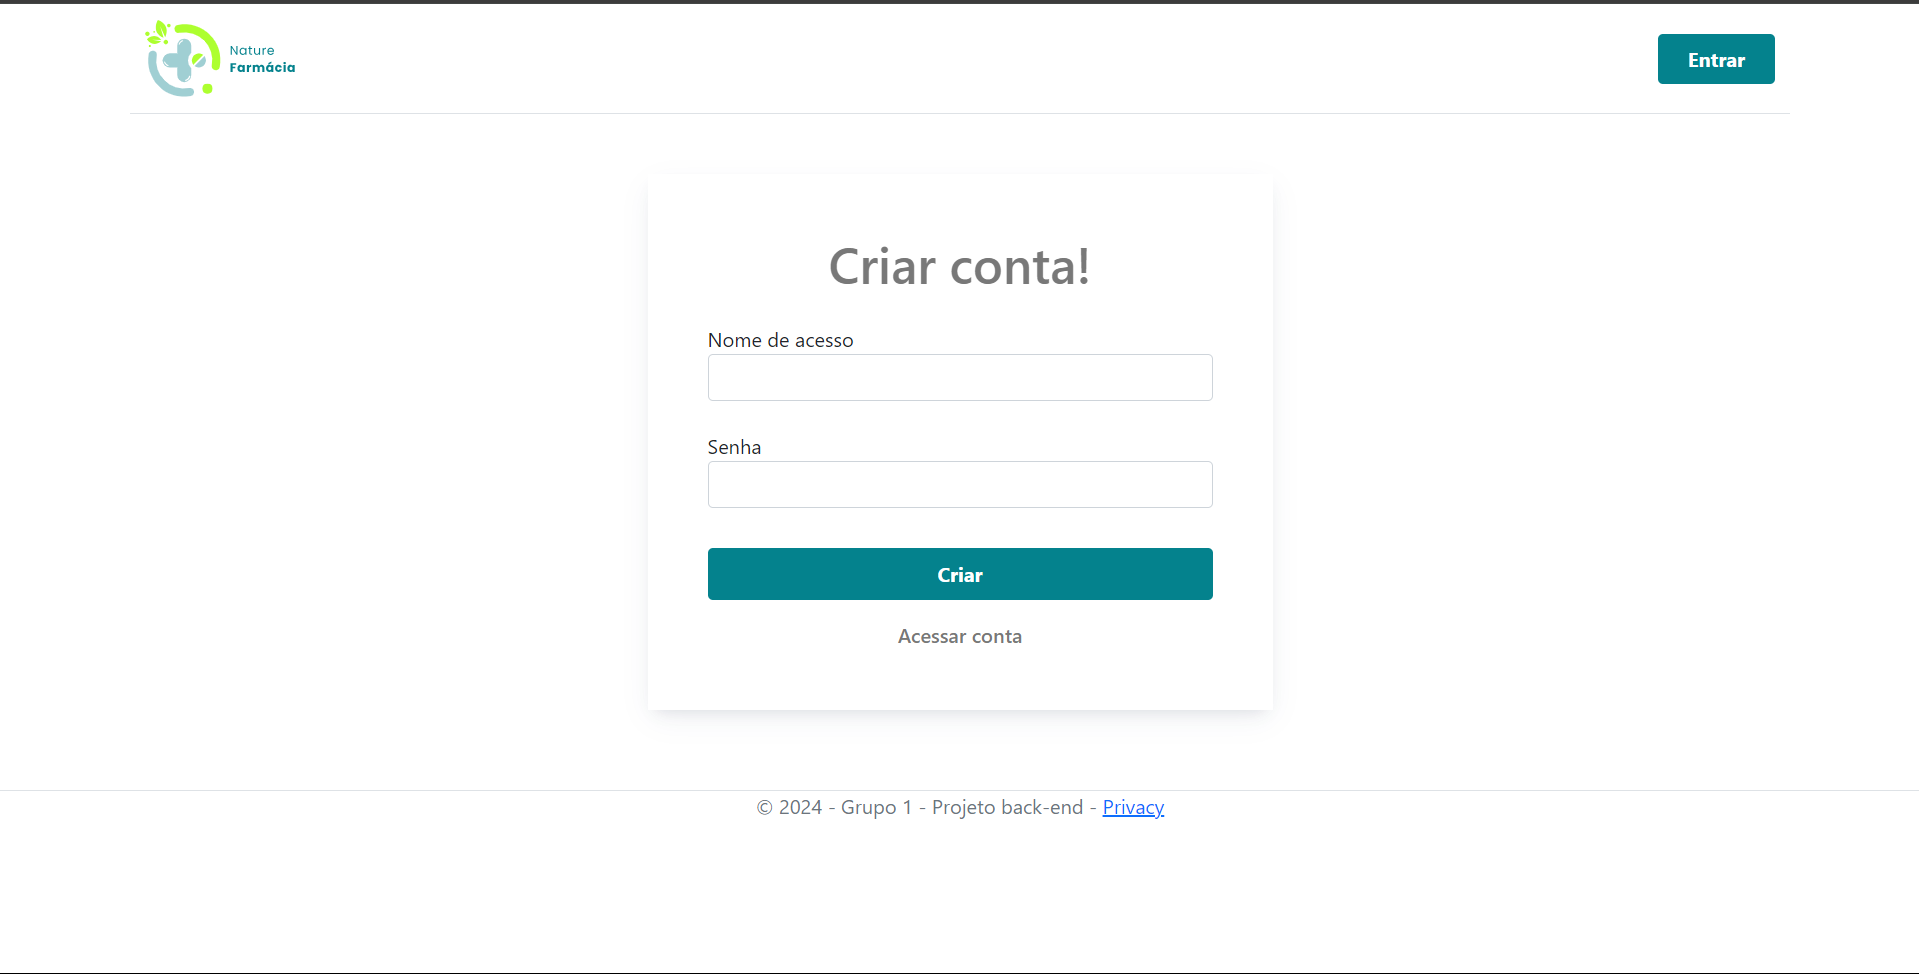 Nature
Farmácia
Entrar
Criar conta!
Nome de acesso
Senha
Criar
Acessar conta
© 2024 - Grupo 1 - Projeto back-end - Privacy